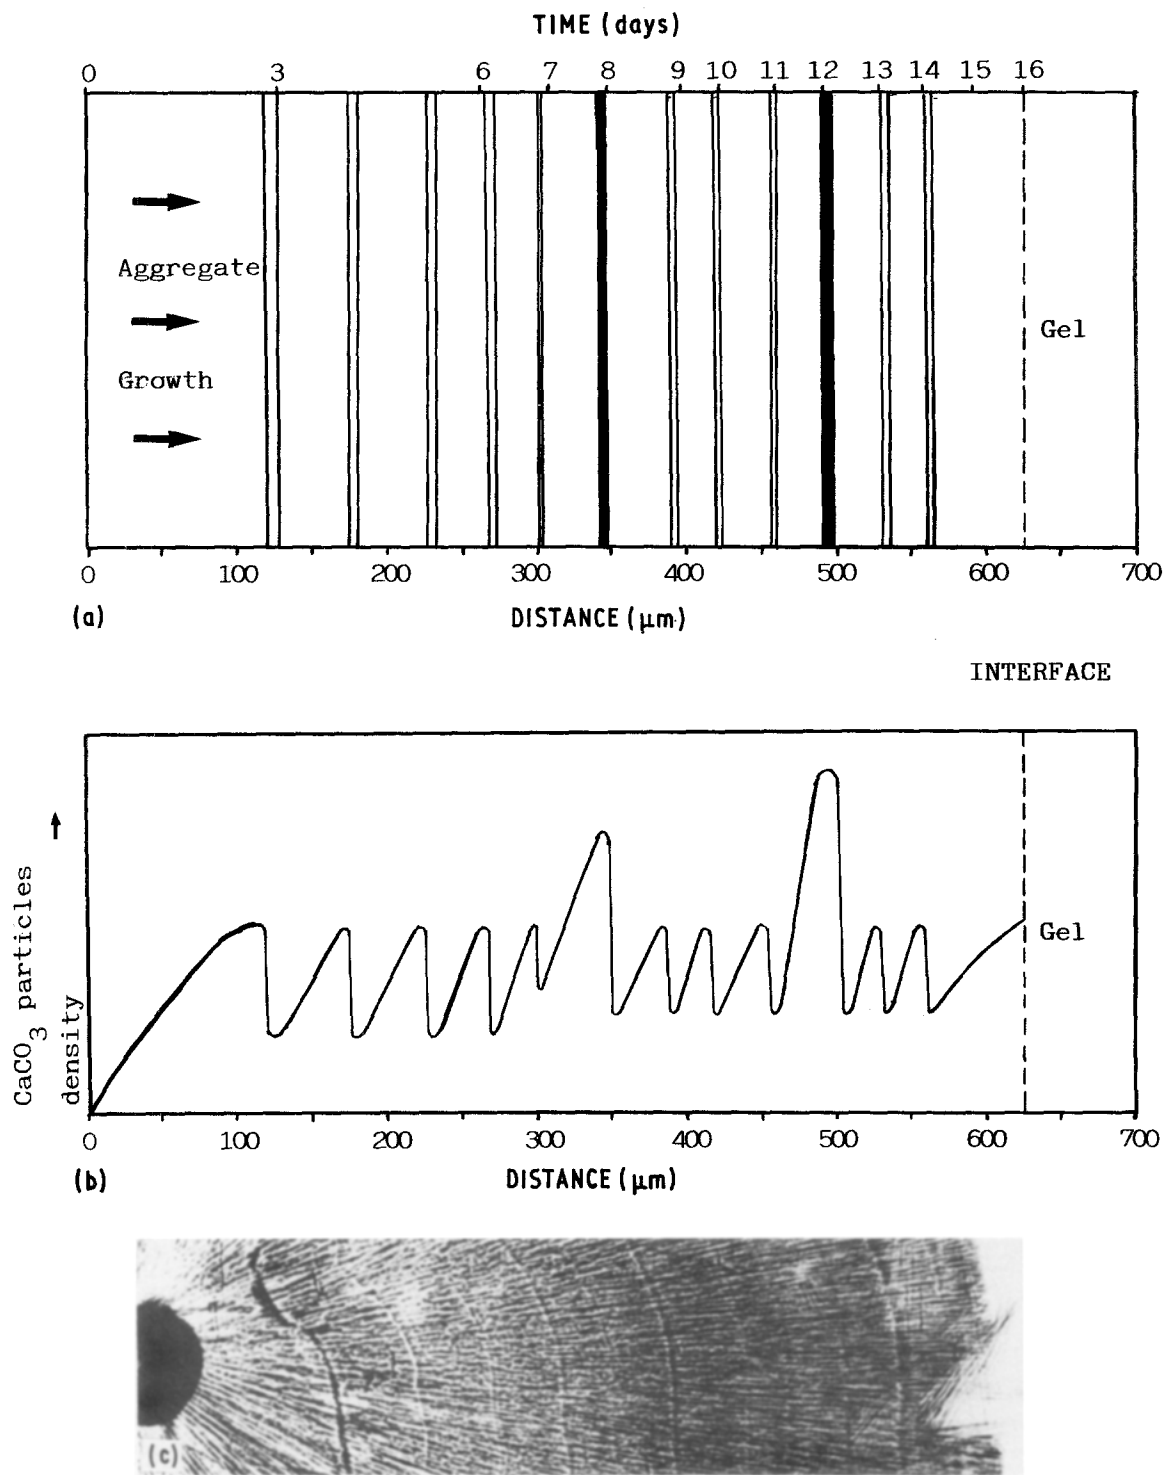 TIME (days)
0 3 6 7 8 9 10 11 12 13 14 15 16
Aggregate
Growth
Gel
0 100 200 300 400 500 600 700
(a) DISTANCE (μm)
INTERFACE
CaCO3 particles
density
Gel
0 100 200 300 400 500 600 700
(b) DISTANCE (μm)
(c)